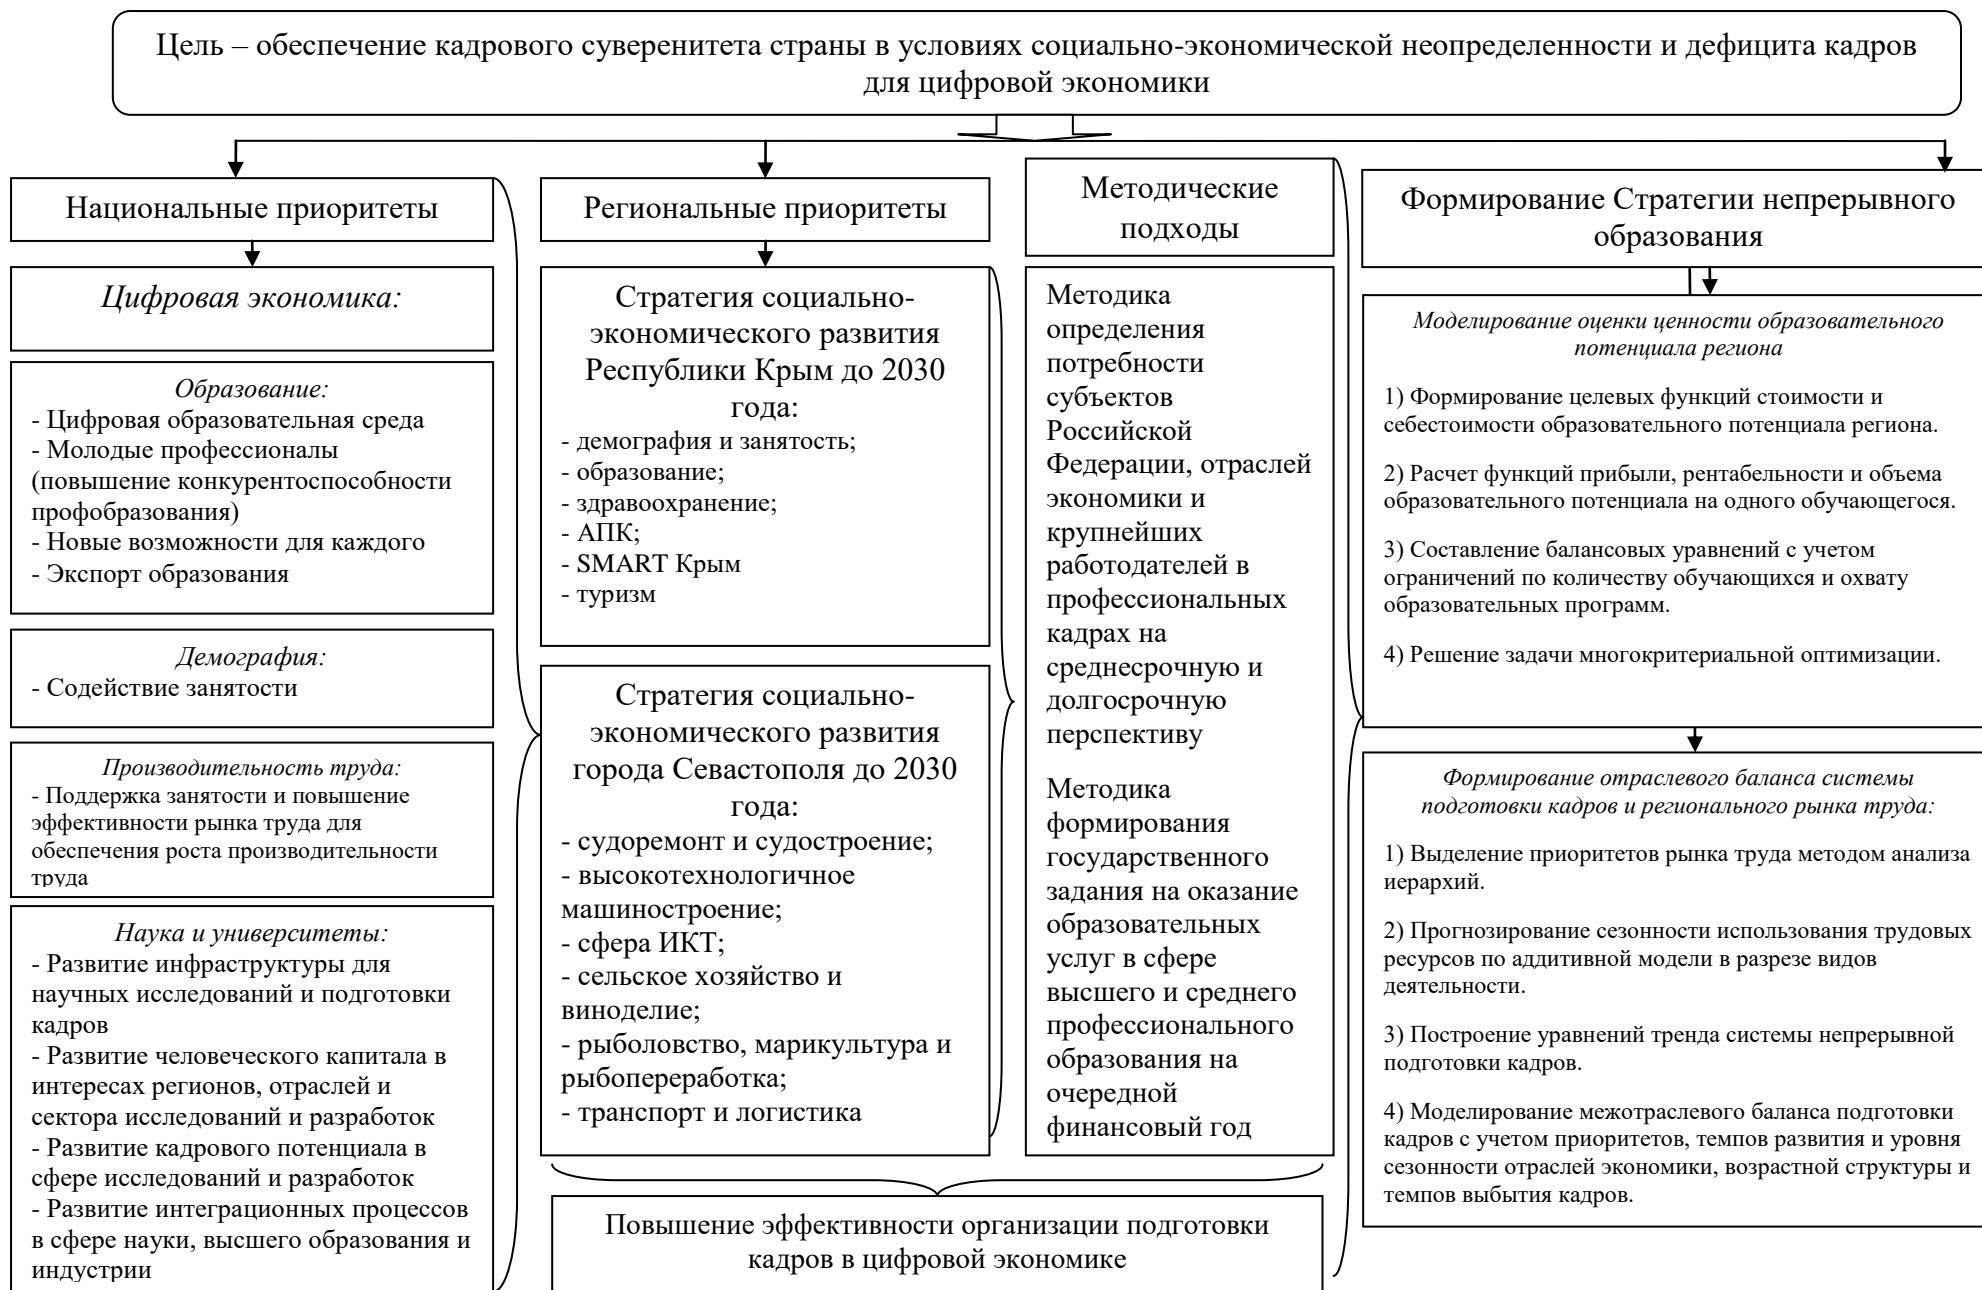 Цель – обеспечение кадрового суверенитета страны в условиях социально-экономической неопределенности и дефицита кадров
для цифровой экономики
Национальные приоритеты
Цифровая экономика:
Образование:
- Цифровая образовательная среда
- Молодые профессионалы
(повышение конкурентоспособности
профобразования)
- Новые возможности для каждого
- Экспорт образования
Демография:
- Содействие занятости
Производительность труда:
- Поддержка занятости и повышение
эффективности рынка труда для
обеспечения роста производительности
труда
Наука и университеты:
- Развитие инфраструктуры для
научных исследований и подготовки
кадров
- Развитие человеческого капитала в
интересах регионов, отраслей и
сектора исследований и разработок
- Развитие кадрового потенциала в
сфере исследований и разработок
- Развитие интеграционных процессов
в сфере науки, высшего образования и
индустрии
Региональные приоритеты
Стратегия социально-
экономического развития
Республики Крым до 2030
года:
- демография и занятость;
- образование;
- здравоохранение;
- АПК;
- SMART Крым
- туризм
Стратегия социально-
экономического развития
города Севастополя до 2030
года:
- судоремонт и судостроение;
- высокотехнологичное
машиностроение;
- сфера ИКТ;
- сельское хозяйство и
виноделие;
- рыболовство, марикультура и
рыбопереработка;
- транспорт и логистика
Методические
подходы
Методика
определения
потребности
субъектов
Российской
Федерации, отраслей
экономики и
крупнейших
работодателей в
профессиональных
кадрах на
среднесрочную и
долгосрочную
перспективу
Методика
формирования
государственного
задания на оказание
образовательных
услуг в сфере
высшего и среднего
профессионального
образования на
очередной
финансовый год
Повышение эффективности организации подготовки
кадров в цифровой экономике
Формирование Стратегии непрерывного
образования
Моделирование оценки ценности образовательного
потенциала региона
1) Формирование целевых функций стоимости и
себестоимости образовательного потенциала региона.
2) Расчет функций прибыли, рентабельности и объема
образовательного потенциала на одного обучающегося.
3) Составление балансовых уравнений с учетом
ограничений по количеству обучающихся и охвату
образовательных программ.
4) Решение задачи многокритериальной оптимизации.
Формирование отраслевого баланса системы
подготовки кадров и регионального рынка труда:
1) Выделение приоритетов рынка труда методом анализа
иерархий.
2) Прогнозирование сезонности использования трудовых
ресурсов по аддитивной модели в разрезе видов
деятельности.
3) Построение уравнений тренда системы непрерывной
подготовки кадров.
4) Моделирование межотраслевого баланса подготовки
кадров с учетом приоритетов, темпов развития и уровня
сезонности отраслей экономики, возрастной структуры и
темпов выбытия кадров.